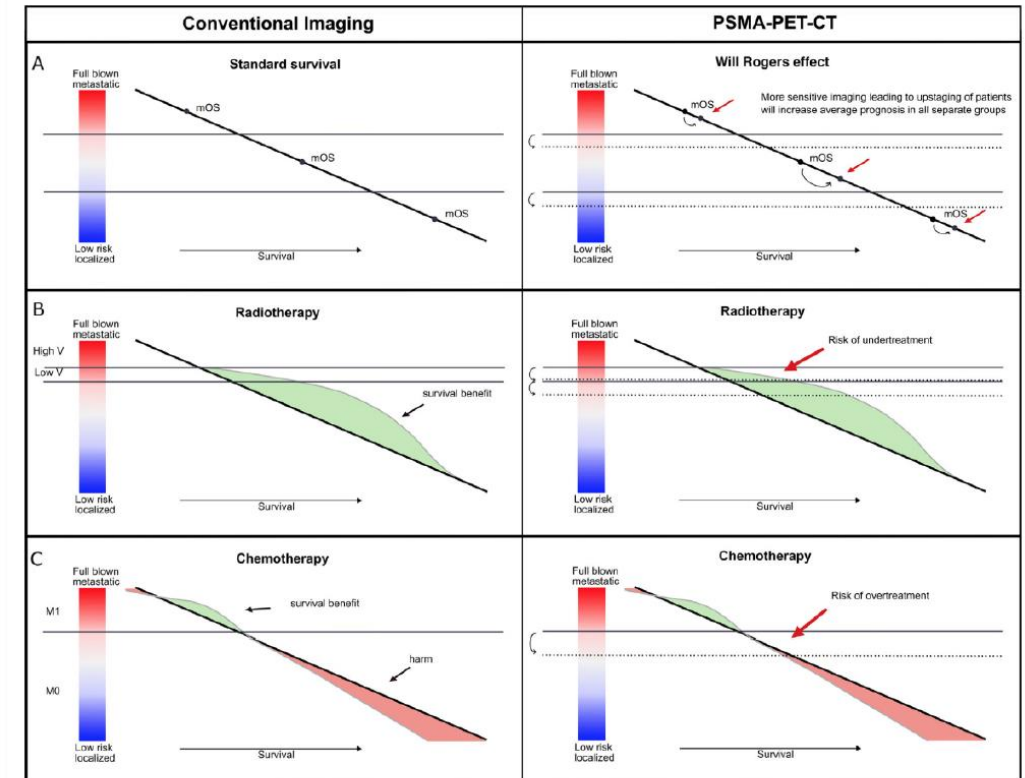 Conventional Imaging
PSMA-PET-CT
A
Standard survival
Full blown
metastatic
mOS
mOS
mOS
Low risk
localized
Survival
Will Rogers effect
Full blown
metastatic
More sensitive imaging leading to upstaging of patients
will increase average prognosis in all separate groups
mOS
mOS
mOS
Low risk
localized
Survival
B
Radiotherapy
Full blown
metastatic
High V
Low V
survival benefit
Low risk
localized
Survival
Radiotherapy
Full blown
metastatic
Risk of undertreatment
Low risk
localized
Survival
C
Chemotherapy
Full blown
metastatic
M1
survival benefit
harm
M0
Low risk
localized
Survival
Chemotherapy
Full blown
metastatic
Risk of overtreatment
Low risk
localized
Survival